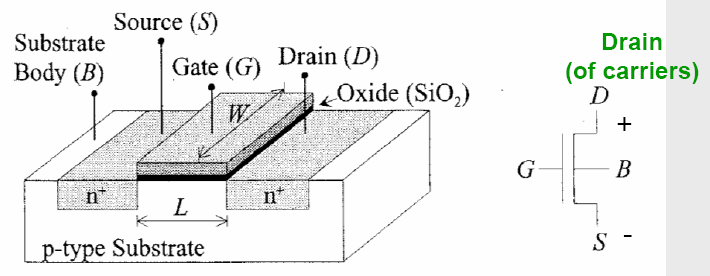 Source (S)
Substrate
Body (B)
Gate (G)
Drain (D)
Oxide (SiO₂)
W
n⁺
L
n⁺
p-type Substrate
Drain
(of carriers)
D
+
G
B
S -